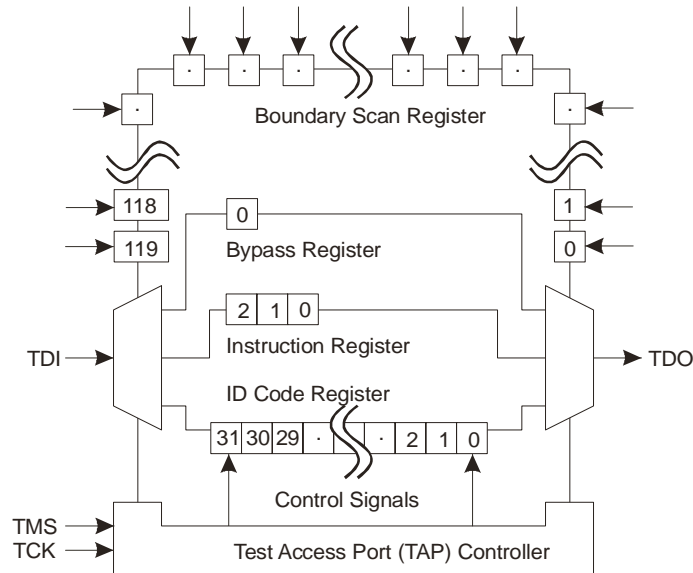 · · · · · ·
· Boundary Scan Register ·
118 1
119 0
0
Bypass Register
2 1 0
TDI TDO
Instruction Register
ID Code Register
31 30 29 · · · 2 1 0
Control Signals
TMS
TCK
Test Access Port (TAP) Controller